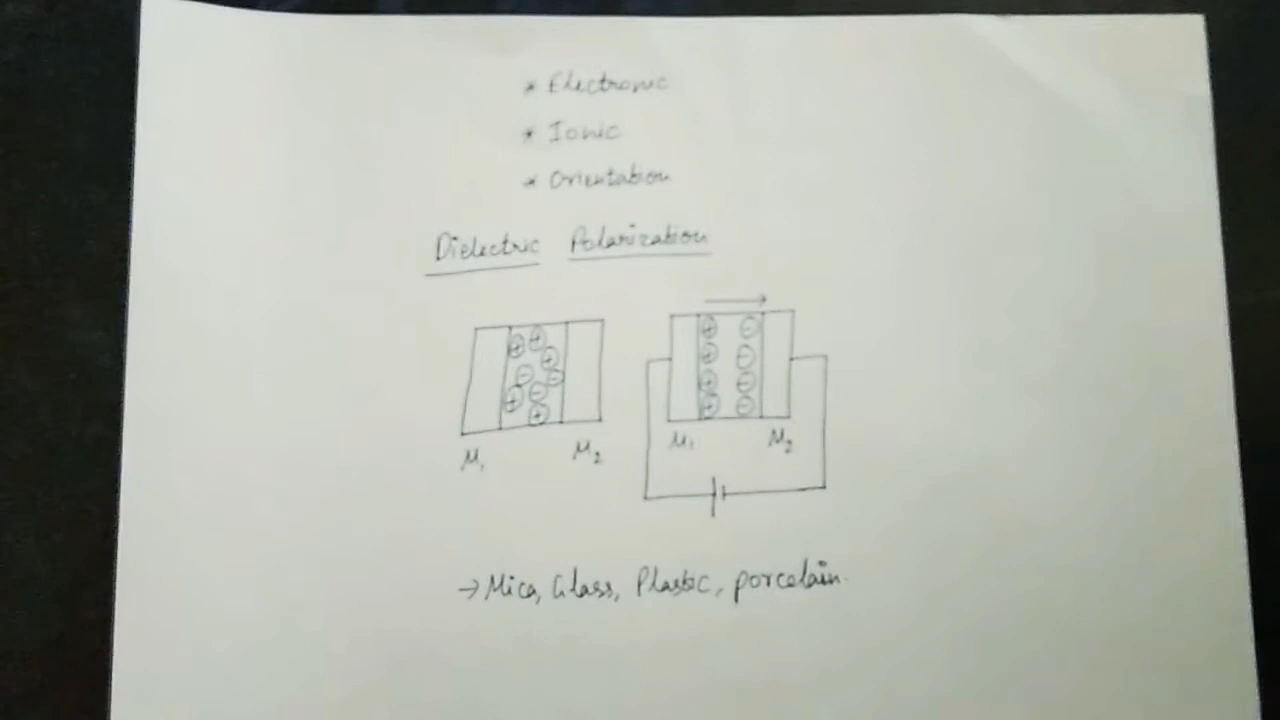 * Electronic
* Ionic
* Orientation
Dielectric Polarization
M₁ M₂ M₁ M₂
→ Mica, Glass, Plastic, porcelain.